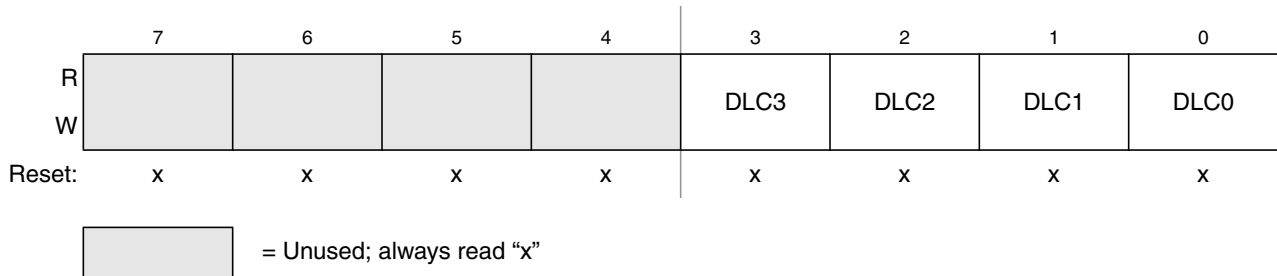 7 6 5 4 3 2 1 0
R
W
DLC3 DLC2 DLC1 DLC0
Reset: x x x x x x x x
= Unused; always read “x”